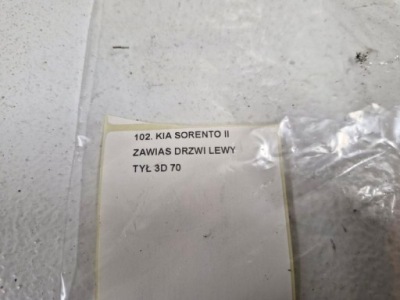 102. KIA SORENTO II
ZAWIAS DRZWI LEWY
TYŁ 3D 70